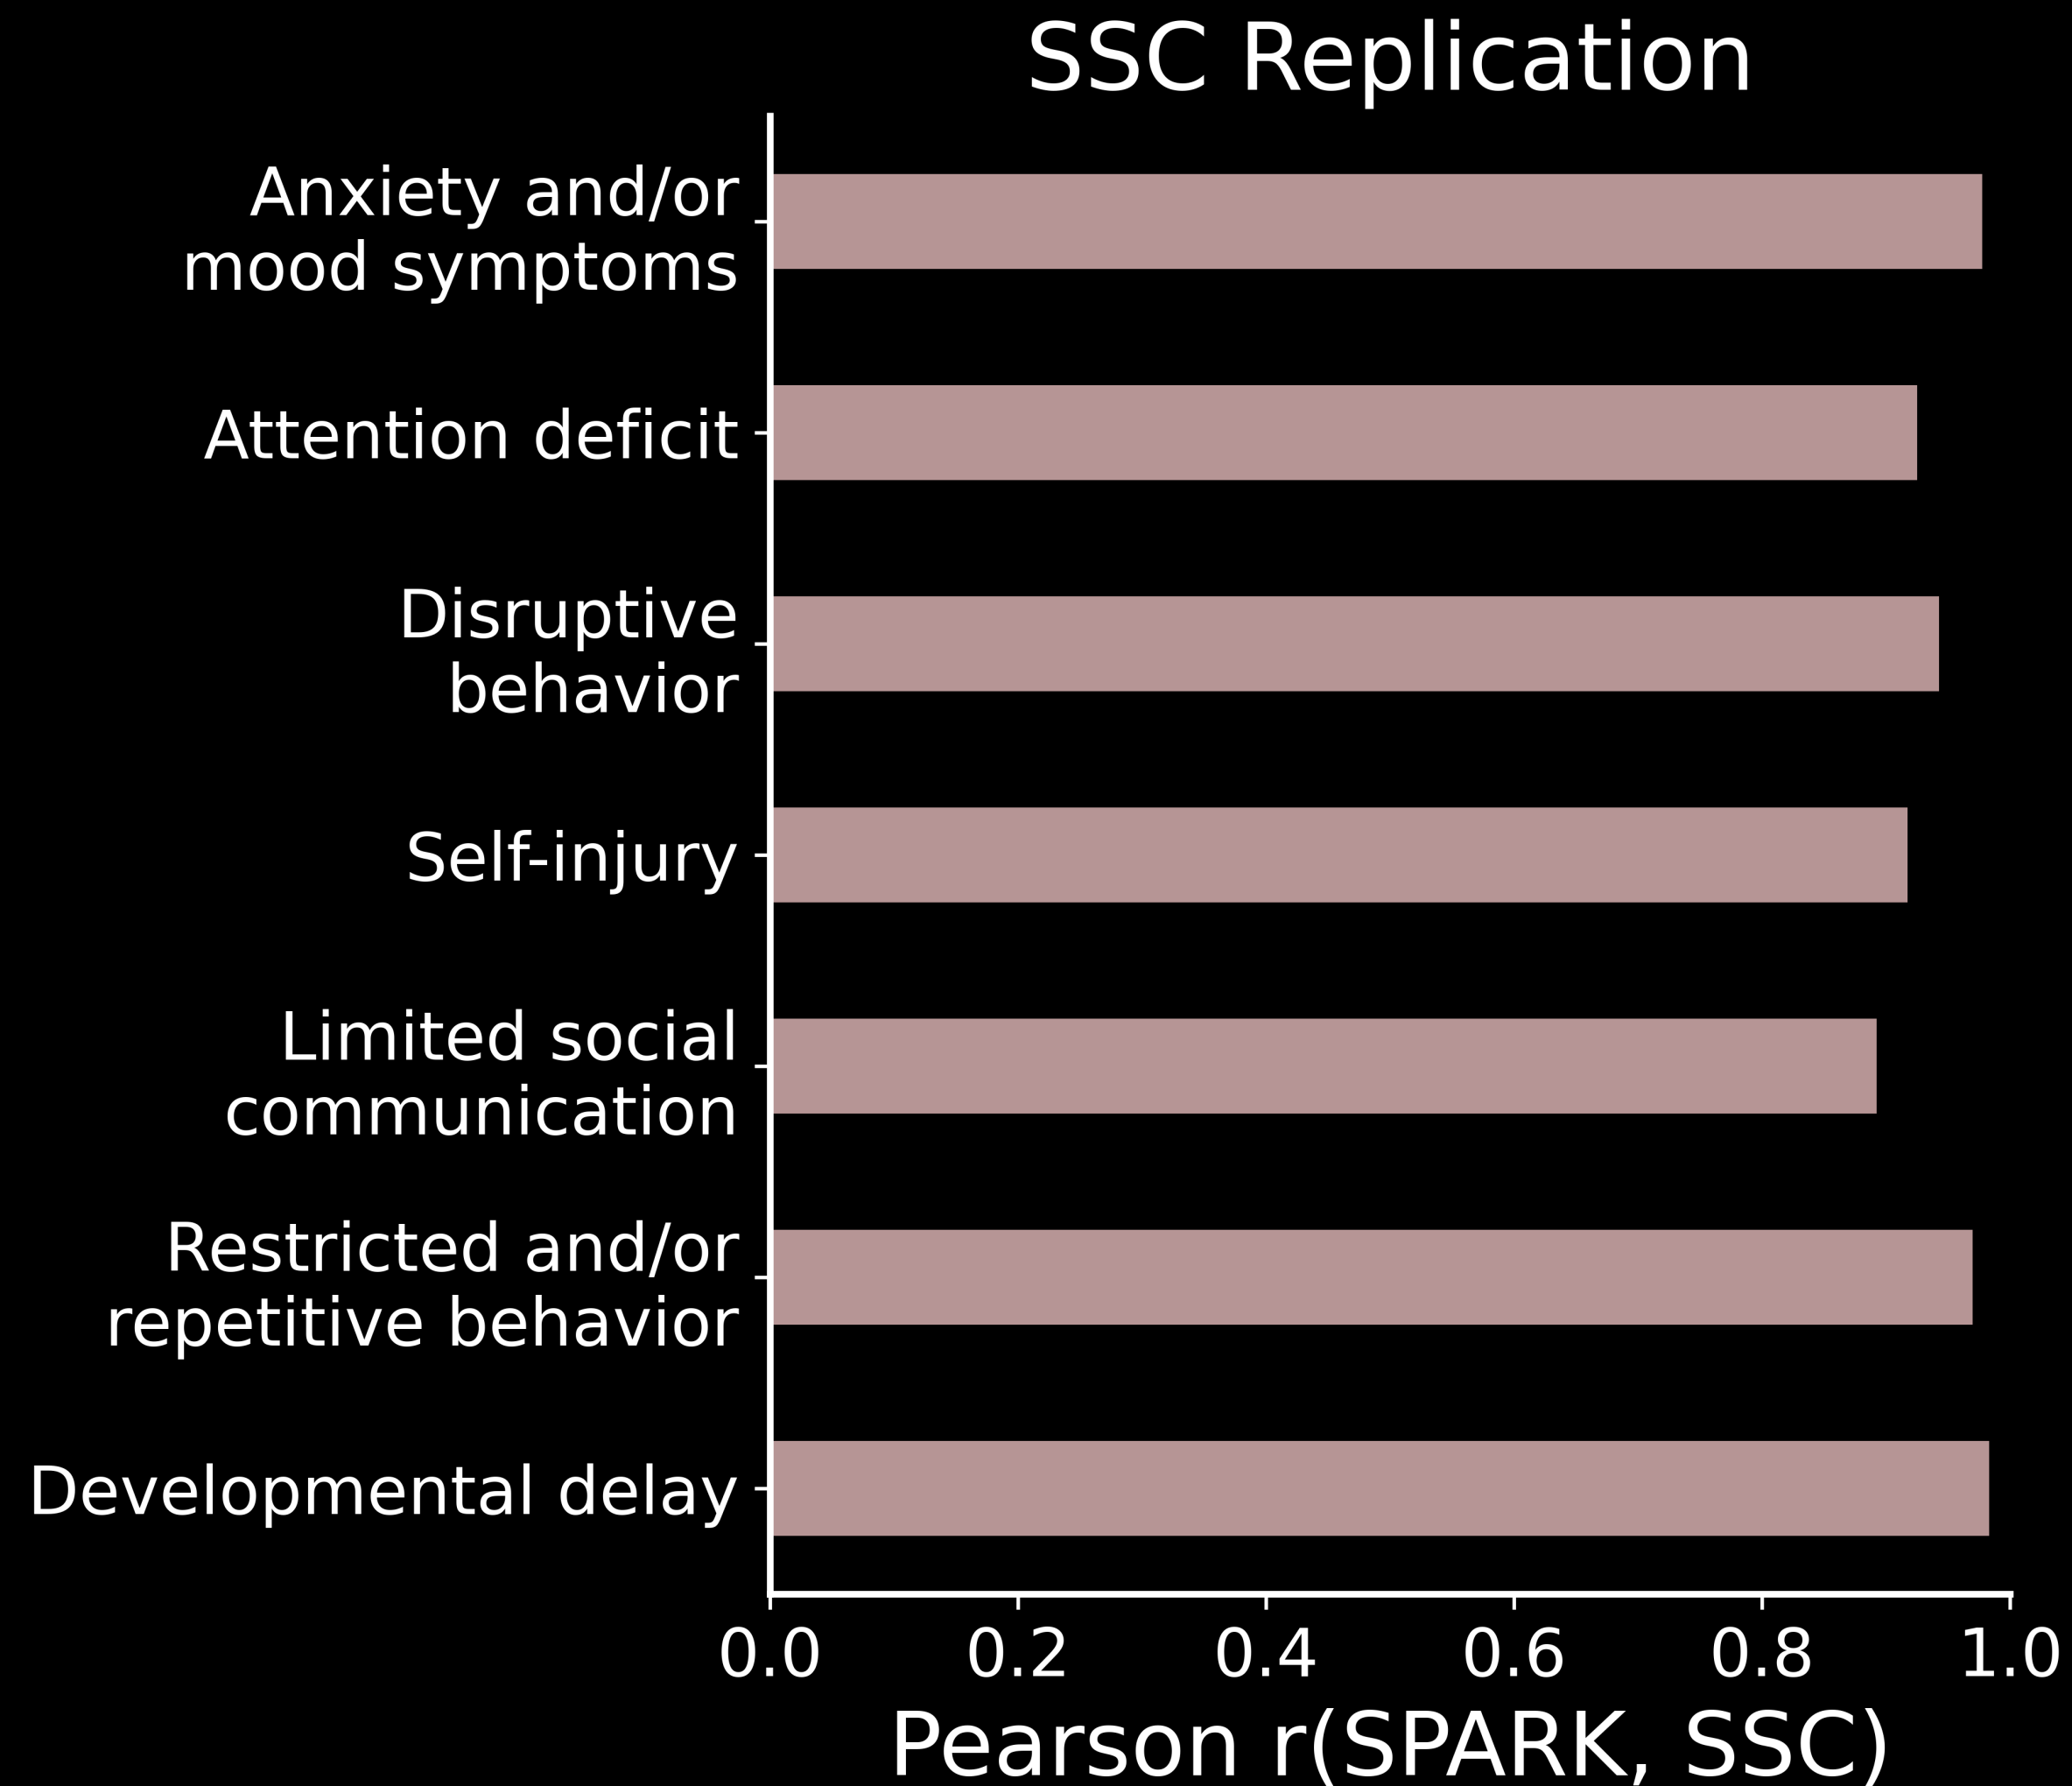 SSC Replication
Anxiety and/or
mood symptoms
Attention deficit
Disruptive
behavior
Self-injury
Limited social
communication
Restricted and/or
repetitive behavior
Developmental delay
0.0 0.2 0.4 0.6 0.8 1.0
Pearson r(SPARK, SSC)